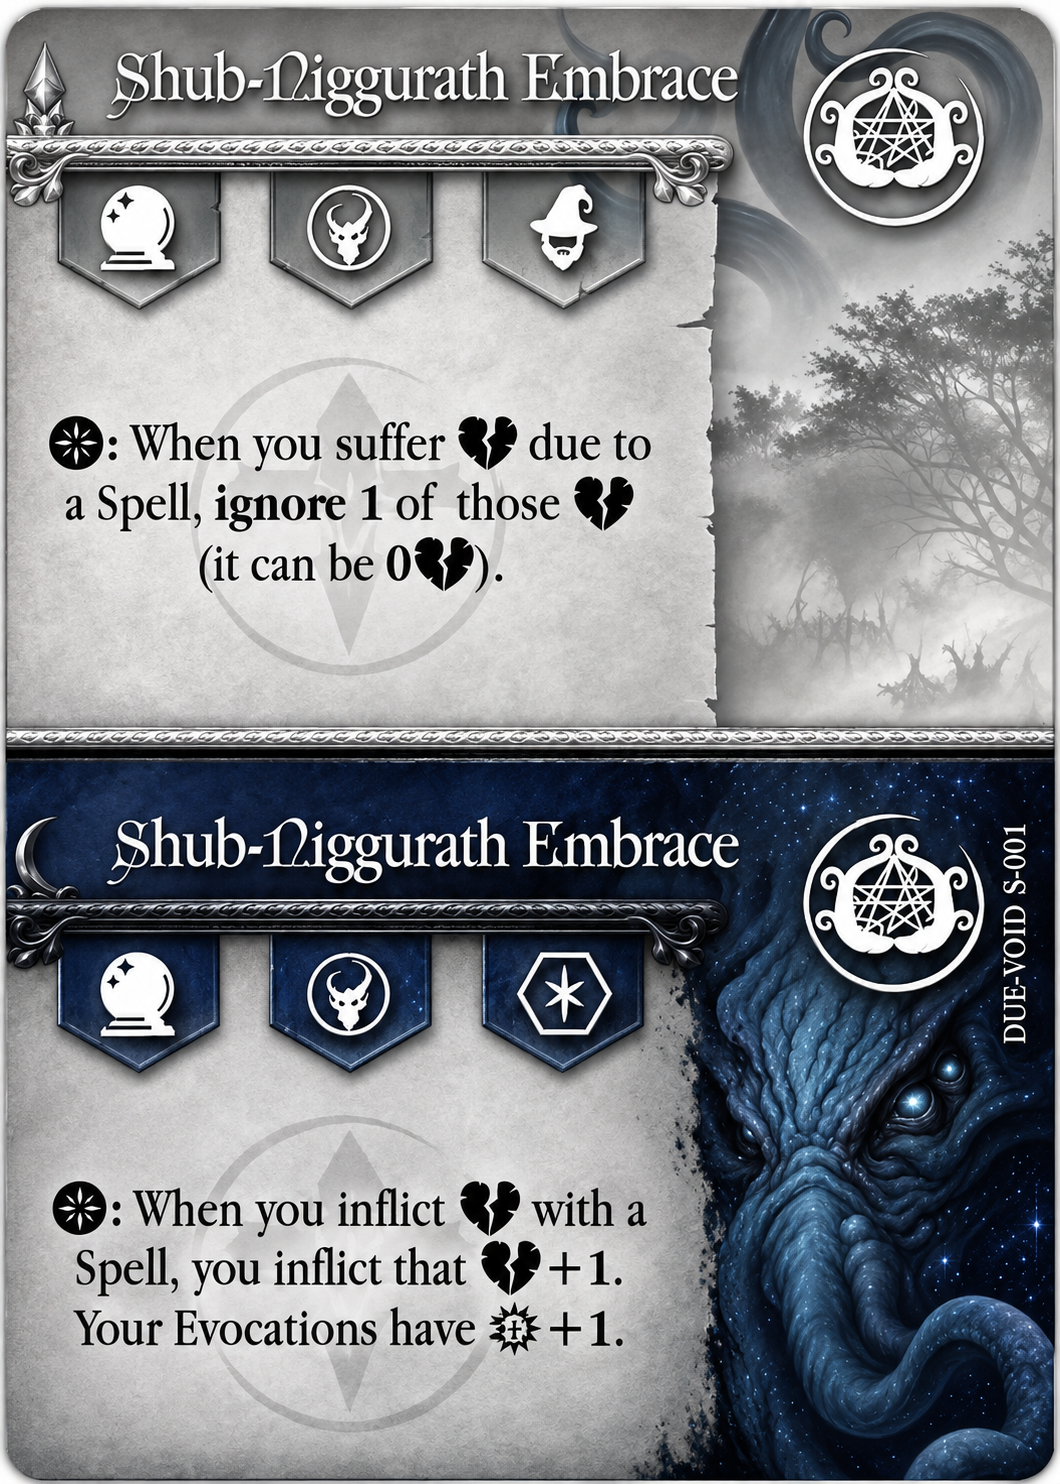 Shub-Niggurath Embrace
: When you suffer due to
a Spell, ignore 1 of those
(it can be 0 ).
Shub-Niggurath Embrace
DUE-VOID S-001
: When you inflict with a
Spell, you inflict that +1.
Your Evocations have +1.